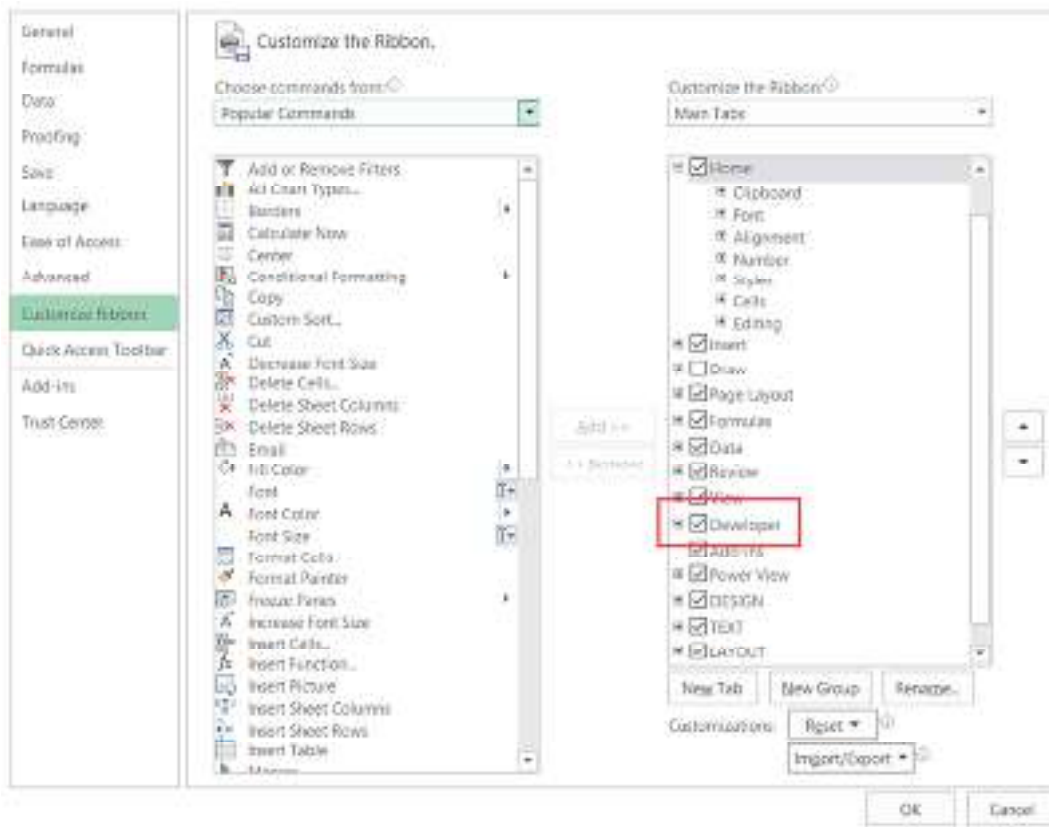 General
Formulas
Data
Proofing
Save
Language
Ease of Access
Advanced
Customize Ribbon
Quick Access Toolbar
Add-ins
Trust Center
Customize the Ribbon.
Choose commands from:
Popular Commands
Add or Remove Filters
All Chart Types...
Borders
Calculate Now
Center
Conditional Formatting
Copy
Custom Sort...
Cut
Decrease Font Size
Delete Cells...
Delete Sheet Columns
Delete Sheet Rows
Email
Fill Color
Font
Font Color
Font Size
Format Cells
Format Painter
Freeze Panes
Increase Font Size
Insert Cells...
Insert Function...
Insert Picture
Insert Sheet Columns
Insert Sheet Rows
Insert Table
Macros
Add >>
<< Remove
Customize the Ribbon:
Main Tabs
Home
Clipboard
Font
Alignment
Number
Styles
Cells
Editing
Insert
Draw
Page Layout
Formulas
Data
Review
View
Developer
Add-ins
Power View
DESIGN
TEXT
LAYOUT
New Tab
New Group
Rename...
Customizations:
Reset
Import/Export
OK
Cancel